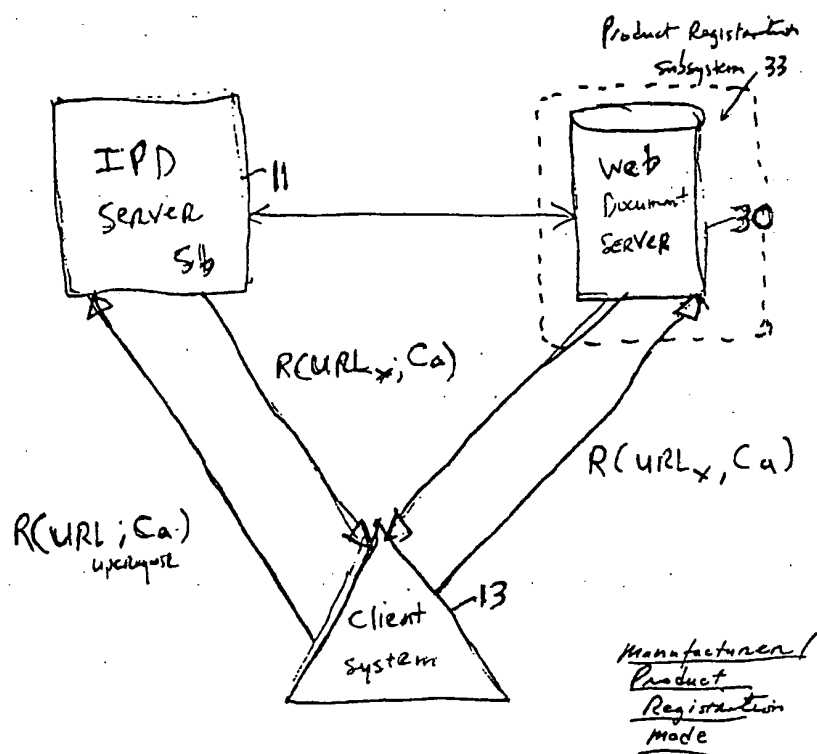 Product Registration
Subsystem 33
IPD
SERVER
11
Web
Document
SERVER
30
R(URLx; Ca)
R(URLx, Ca)
R(URL ; Ca)
Client
System
13
Manufacturer /
Product
Registration
Mode